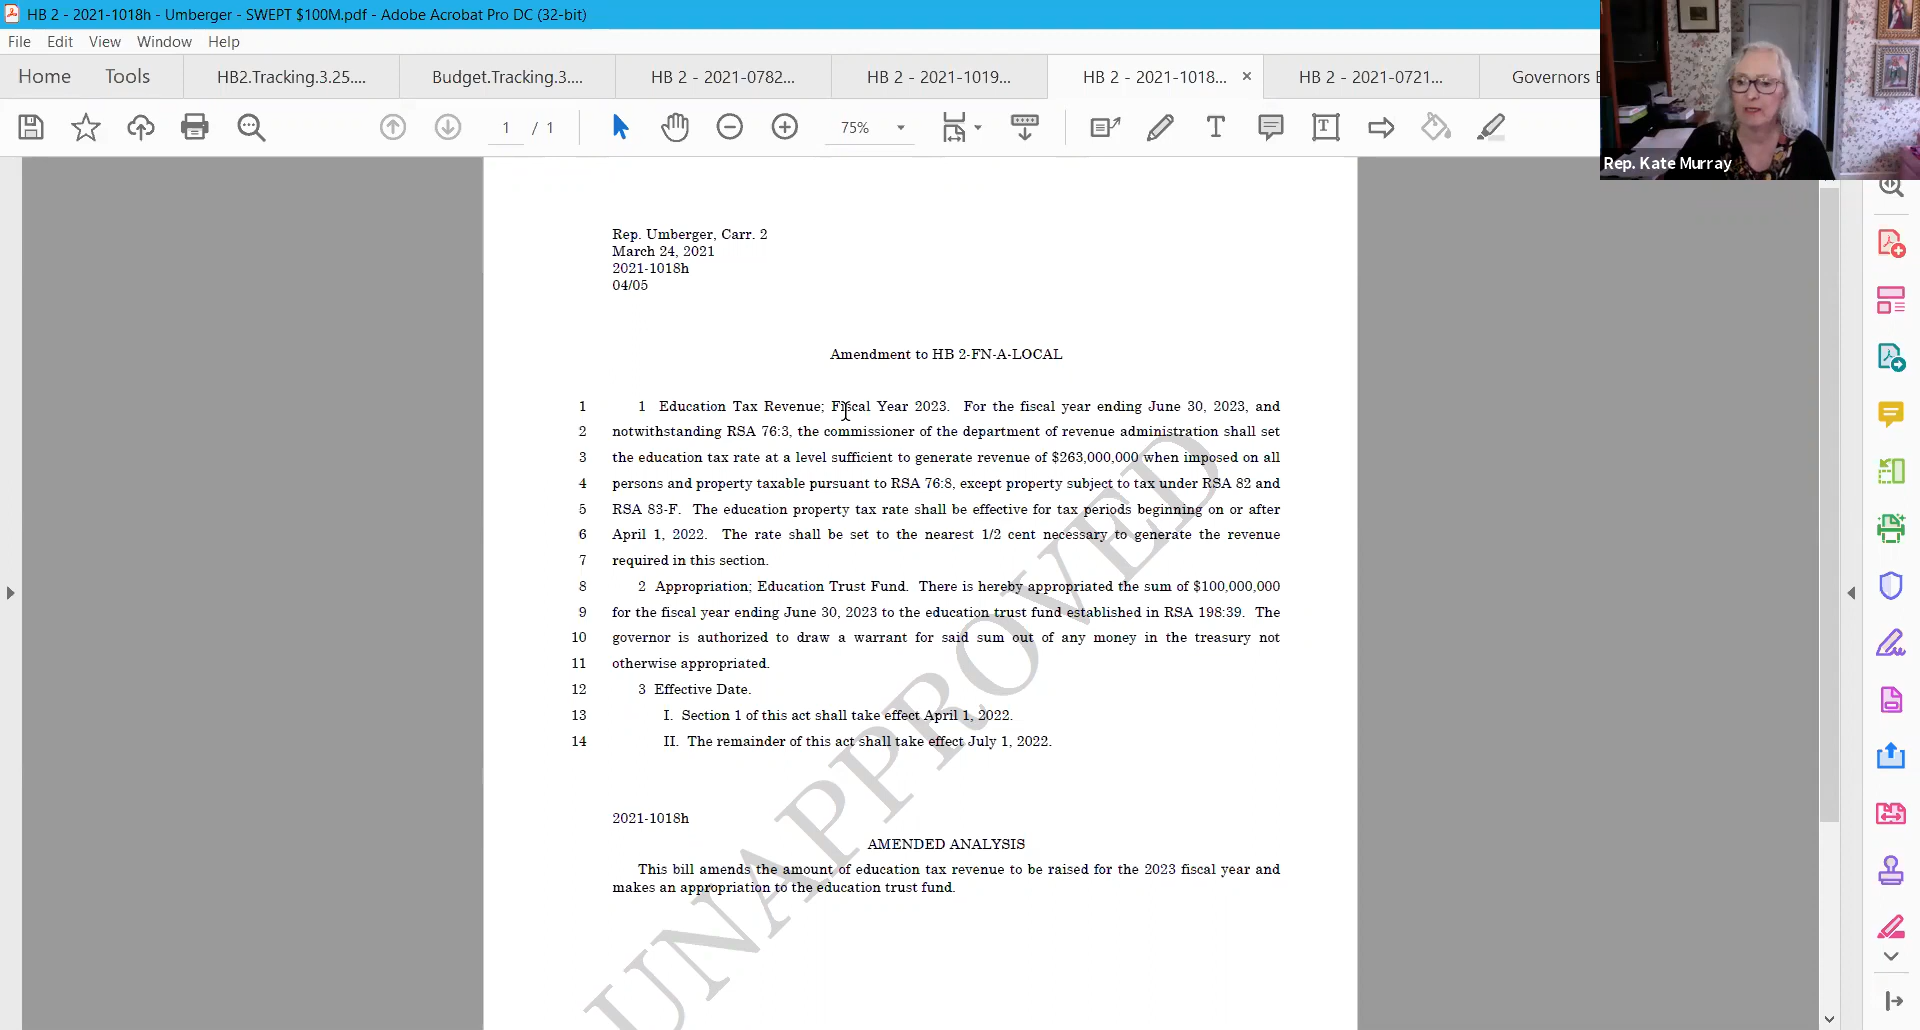 HB 2 - 2021-1018h - Umberger - SWEPT $100M.pdf - Adobe Acrobat Pro DC (32-bit)
File Edit View Window Help
Home Tools HB2.Tracking.3.25.... Budget.Tracking.3.... HB 2 - 2021-0782... HB 2 - 2021-1019... HB 2 - 2021-1018... × HB 2 - 2021-0721... Governors
1 / 1 75%
Rep. Kate Murray
Rep. Umberger, Carr. 2
March 24, 2021
2021-1018h
04/05
Amendment to HB 2-FN-A-LOCAL
1 1 Education Tax Revenue; Fiscal Year 2023. For the fiscal year ending June 30, 2023, and
2 notwithstanding RSA 76:3, the commissioner of the department of revenue administration shall set
3 the education tax rate at a level sufficient to generate revenue of $263,000,000 when imposed on all
4 persons and property taxable pursuant to RSA 76:8, except property subject to tax under RSA 82 and
5 RSA 83-F. The education property tax rate shall be effective for tax periods beginning on or after
6 April 1, 2022. The rate shall be set to the nearest 1/2 cent necessary to generate the revenue
7 required in this section.
8 2 Appropriation; Education Trust Fund. There is hereby appropriated the sum of $100,000,000
9 for the fiscal year ending June 30, 2023 to the education trust fund established in RSA 198:39. The
10 governor is authorized to draw a warrant for said sum out of any money in the treasury not
11 otherwise appropriated.
12 3 Effective Date.
13 I. Section 1 of this act shall take effect April 1, 2022.
14 II. The remainder of this act shall take effect July 1, 2022.
2021-1018h
AMENDED ANALYSIS
This bill amends the amount of education tax revenue to be raised for the 2023 fiscal year and
makes an appropriation to the education trust fund.
UNAPPROVED